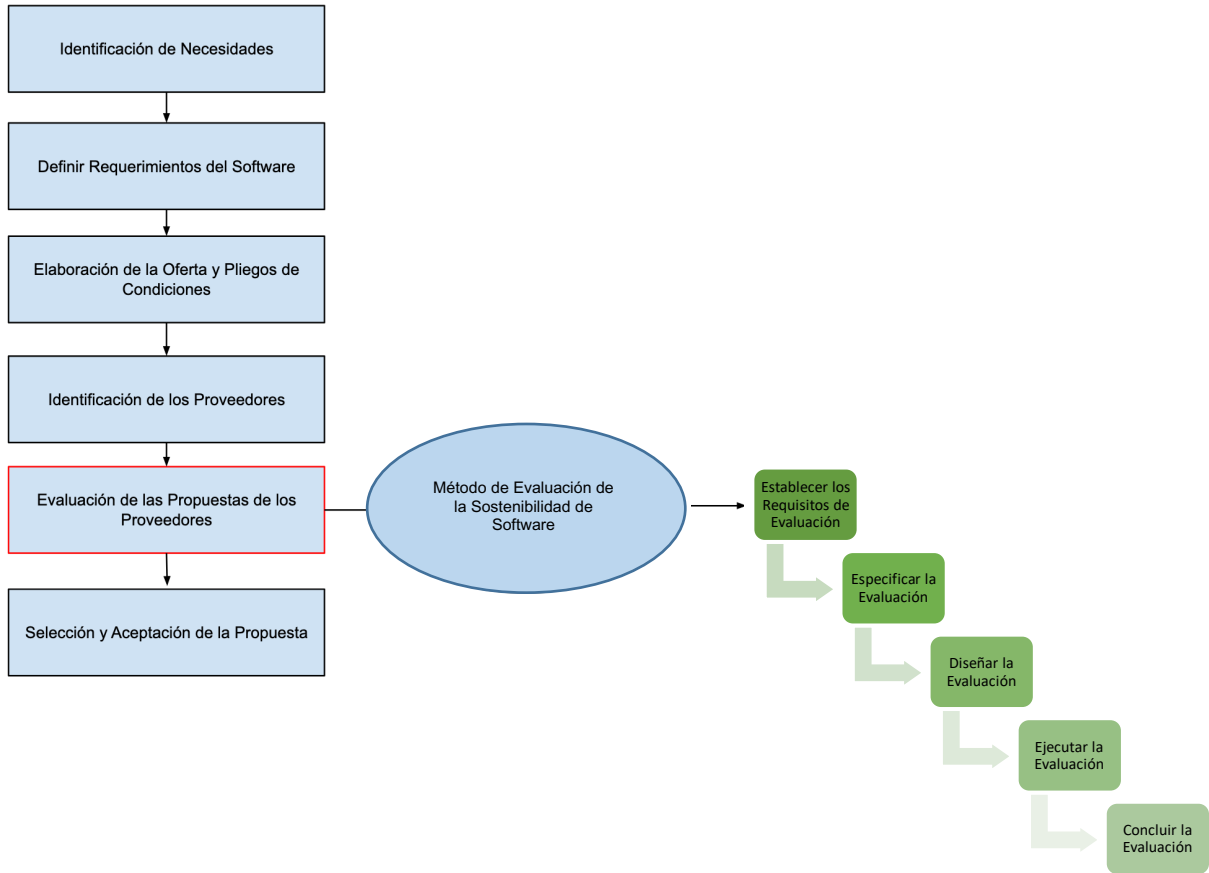 Identificación de Necesidades
Definir Requerimientos del Software
Elaboración de la Oferta y Pliegos de
Condiciones
Identificación de los Proveedores
Evaluación de las Propuestas de los
Proveedores
Selección y Aceptación de la Propuesta
Método de Evaluación de
la Sostenibilidad de
Software
Establecer los
Requisitos de
Evaluación
Especificar la
Evaluación
Diseñar la
Evaluación
Ejecutar la
Evaluación
Concluir la
Evaluación